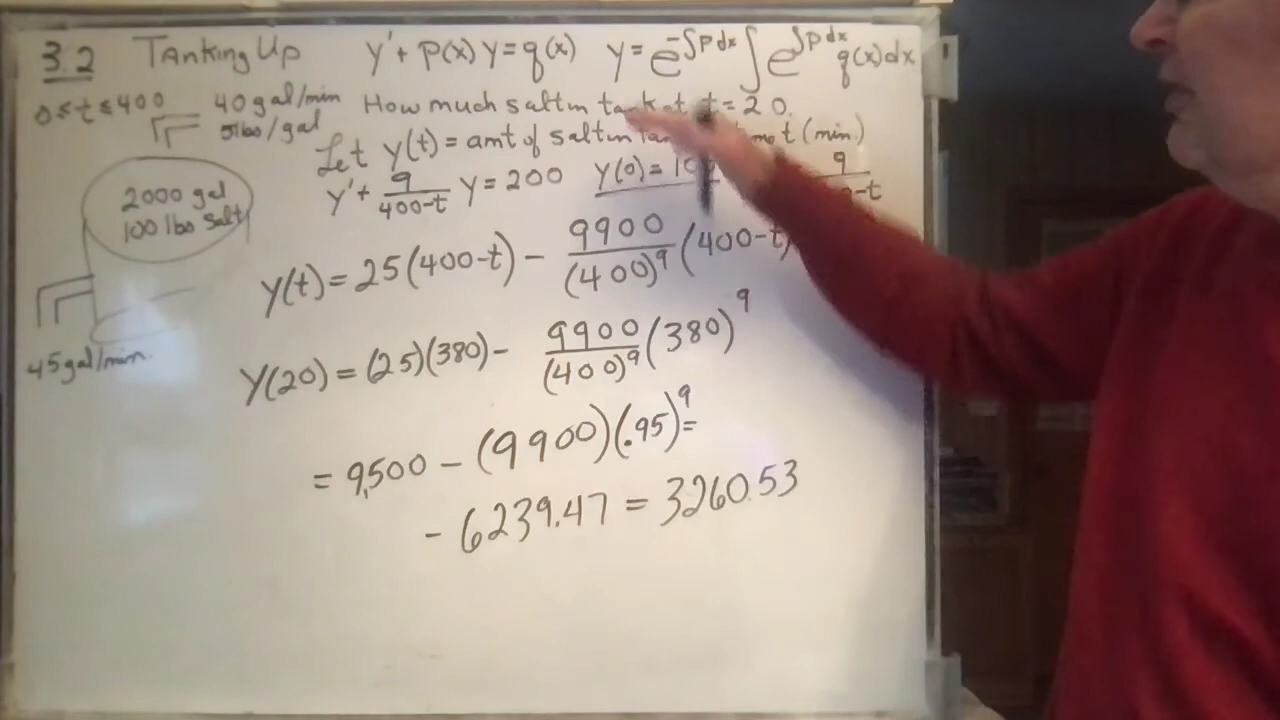 3.2 Tanking Up y' + p(x) y = q(x) y = e^{-∫p dx} ∫ e^{∫p dx} q(x) dx
0 ≤ t ≤ 400 40 gal/min How much salt in tank at t = 20.
5 lbs/gal Let y(t) = amt of salt in t (min.)
y' + 9/(400-t) y = 200 y(0) = 9
2000 gal
100 lbs Salt
y(t) = 25(400-t) - 9900/(400)^9 (400-t)
45 gal/min.
y(20) = (25)(380) - 9900/(400)^9 (380)^9
= 9,500 - (9900)(.95)^9 =
- 6239.47 = 3260.53